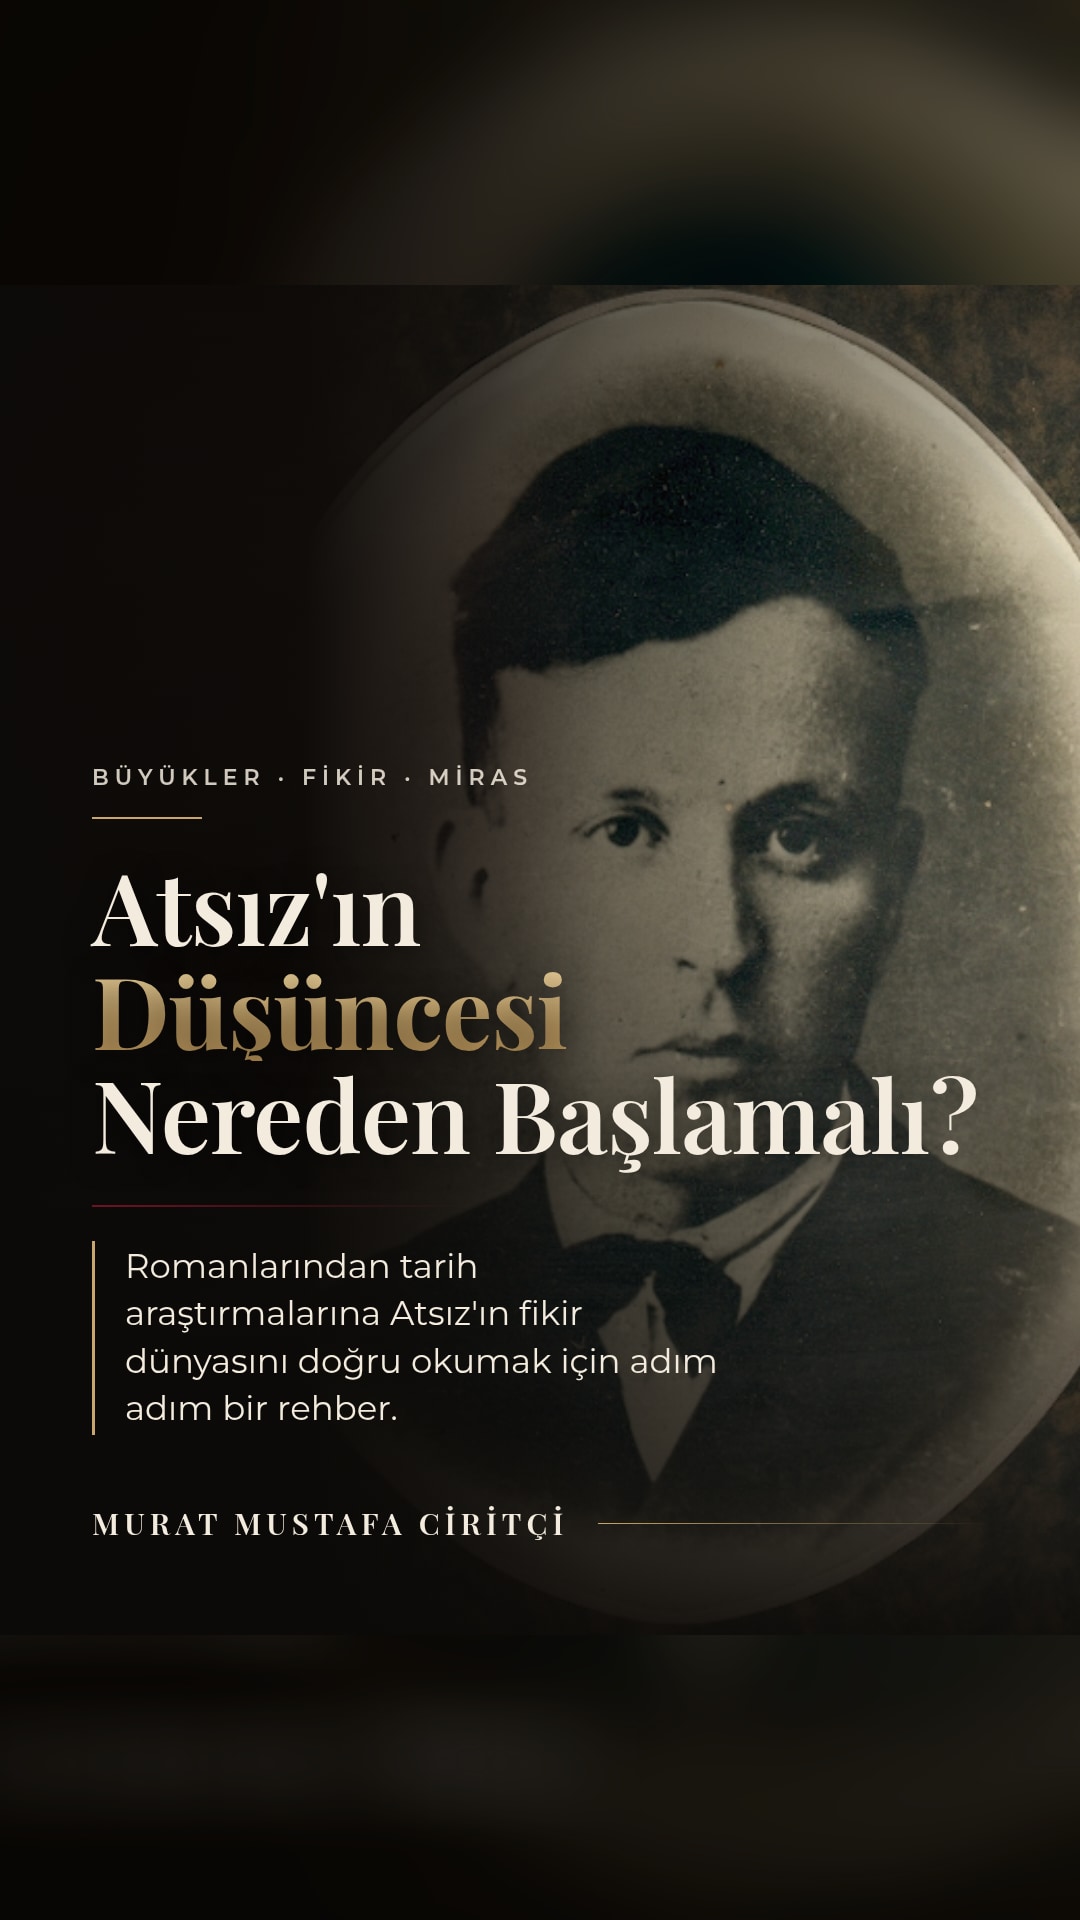 BÜYÜKLER · FİKİR · MİRAS
Atsız'ın
Düşüncesi
Nereden Başlamalı?
Romanlarından tarih
araştırmalarına Atsız'ın fikir
dünyasını doğru okumak için adım
adım bir rehber.
MURAT MUSTAFA CİRİTÇİ